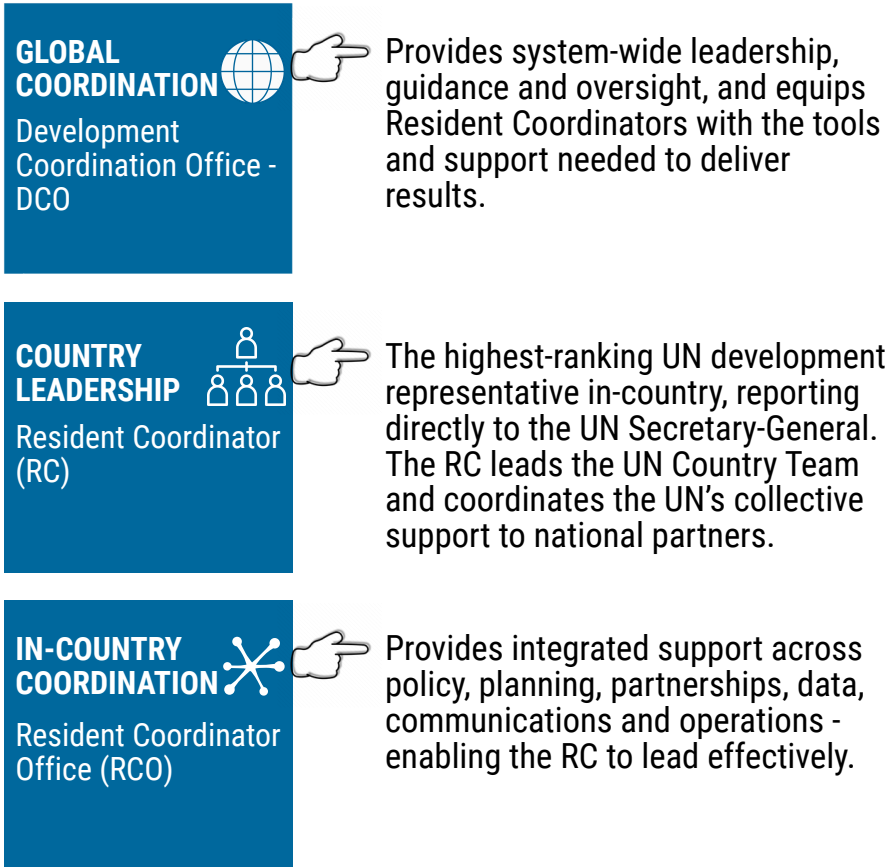 GLOBAL
COORDINATION
Development
Coordination Office -
DCO
Provides system-wide leadership,
guidance and oversight, and equips
Resident Coordinators with the tools
and support needed to deliver
results.
COUNTRY
LEADERSHIP
Resident Coordinator
(RC)
The highest-ranking UN development
representative in-country, reporting
directly to the UN Secretary-General.
The RC leads the UN Country Team
and coordinates the UN’s collective
support to national partners.
IN-COUNTRY
COORDINATION
Resident Coordinator
Office (RCO)
Provides integrated support across
policy, planning, partnerships, data,
communications and operations -
enabling the RC to lead effectively.